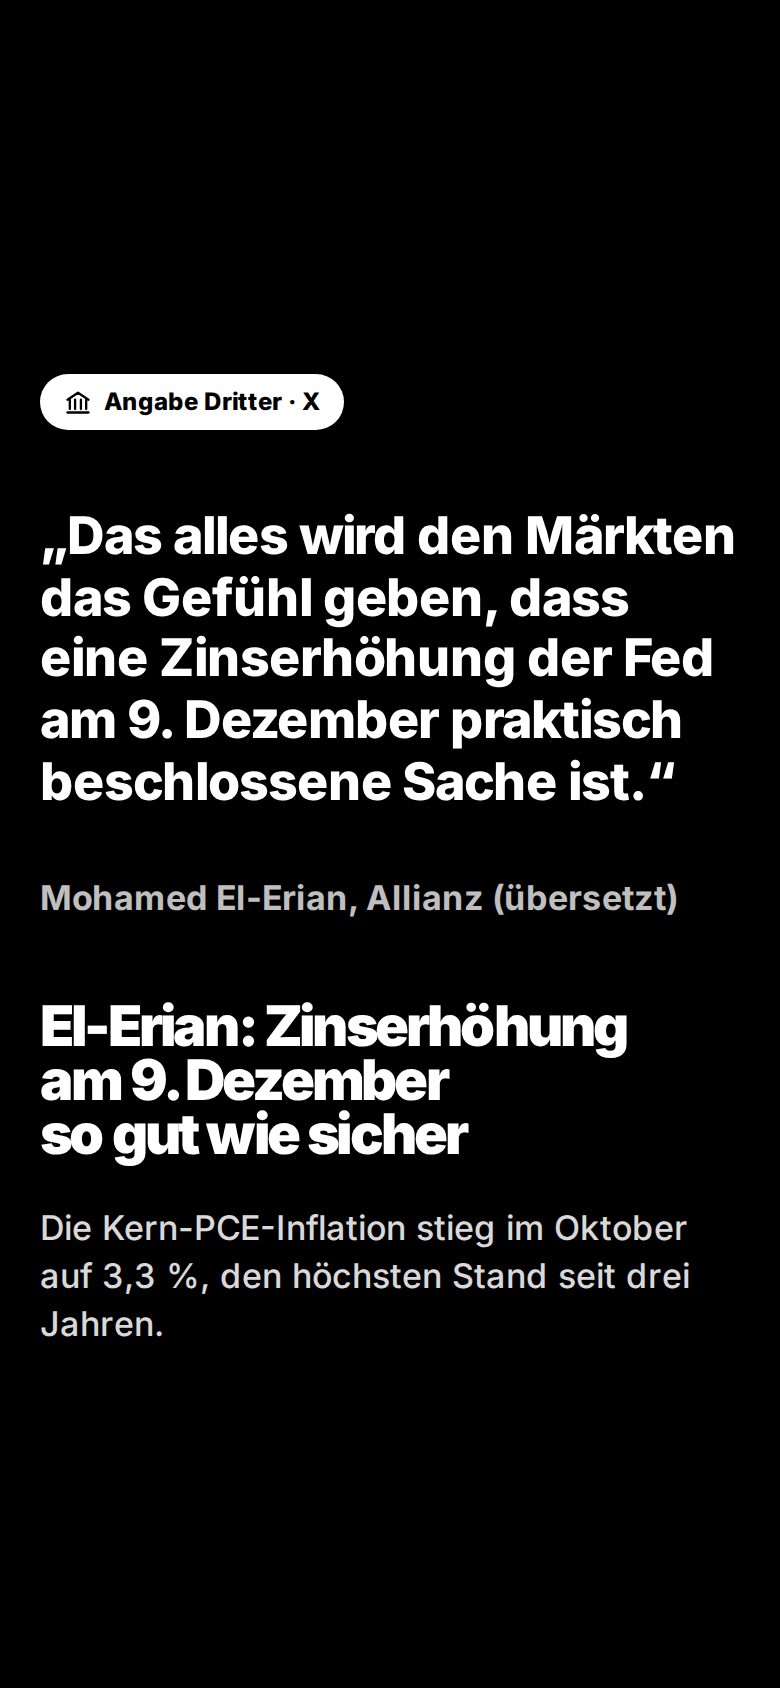 Angabe Dritter · X
„Das alles wird den Märkten
das Gefühl geben, dass
eine Zinserhöhung der Fed
am 9. Dezember praktisch
beschlossene Sache ist.“
Mohamed El-Erian, Allianz (übersetzt)
El-Erian: Zinserhöhung
am 9. Dezember
so gut wie sicher
Die Kern-PCE-Inflation stieg im Oktober
auf 3,3 %, den höchsten Stand seit drei
Jahren.